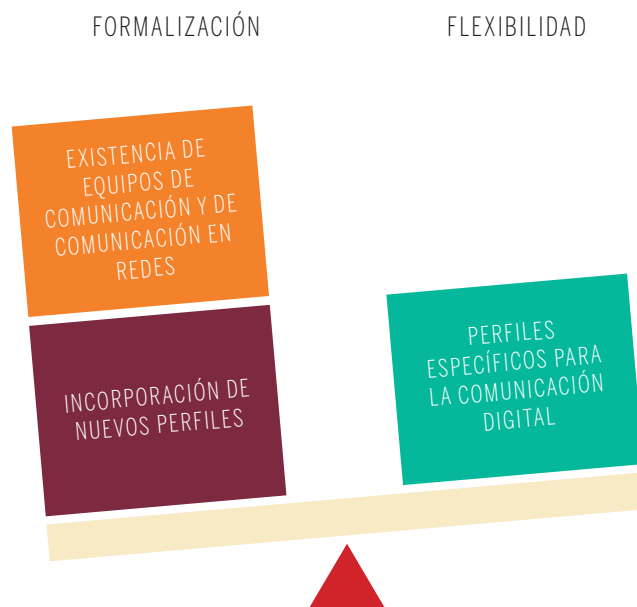 FORMALIZACIÓN
FLEXIBILIDAD
EXISTENCIA DE
EQUIPOS DE
COMUNICACIÓN Y DE
COMUNICACIÓN EN
REDES
INCORPORACIÓN DE
NUEVOS PERFILES
PERFILES
ESPECÍFICOS PARA
LA COMUNICACIÓN
DIGITAL